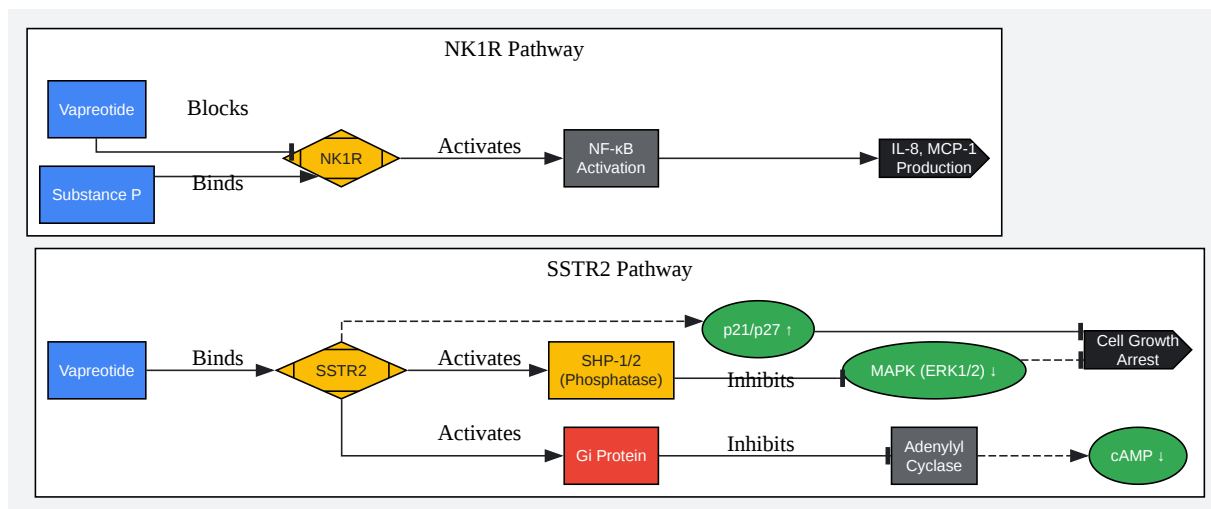 NK1R Pathway
Vapreotide
Blocks
NK1R
Activates
NF-κB
Activation
IL-8, MCP-1
Production
Substance P
Binds
SSTR2 Pathway
p21/p27 ↑
Cell Growth
Arrest
Vapreotide
Binds
SSTR2
Activates
SHP-1/2
(Phosphatase)
Inhibits
MAPK (ERK1/2) ↓
Activates
Gi Protein
Inhibits
Adenylyl
Cyclase
cAMP ↓